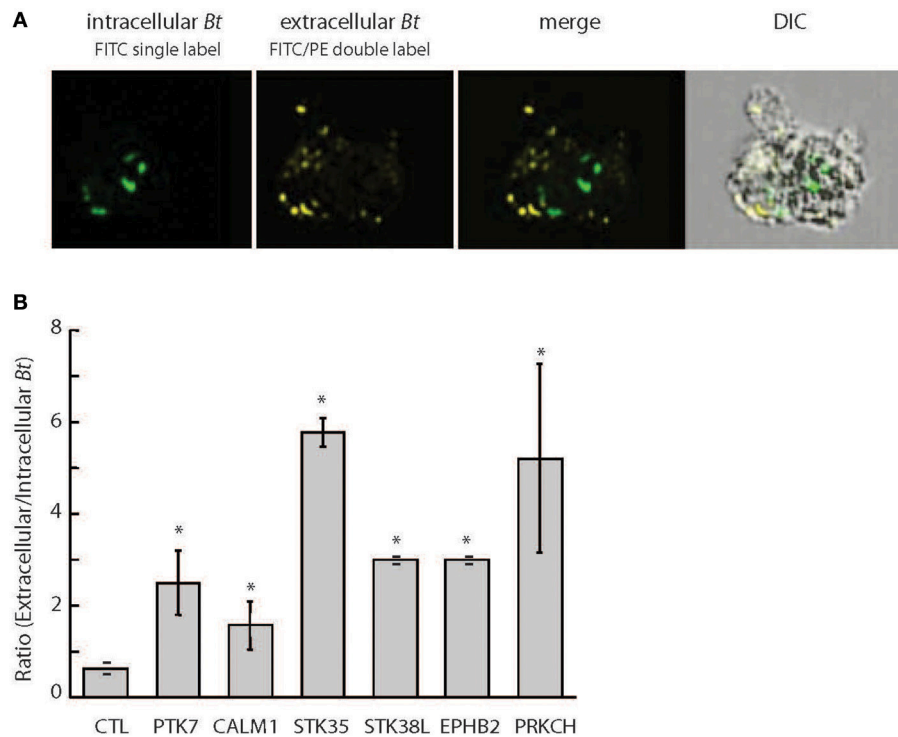 A
intracellular Bt
FITC single label
extracellular Bt
FITC/PE double label
merge
DIC
B
Ratio (Extracellular/Intracellular Bt)
8
6
4
2
0
*
*
*
*
*
*
CTL PTK7 CALM1 STK35 STK38L EPHB2 PRKCH